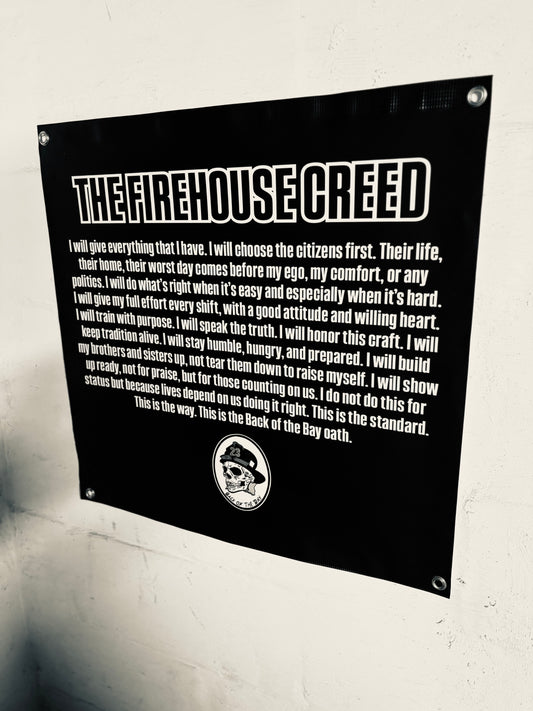 THE FIREHOUSE CREED
I will give everything that I have. I will choose the citizens first. Their life,
their home, their worst day comes before my ego, my comfort, or any
politics. I will do what's right when it's easy and especially when it's hard.
I will give my full effort every shift, with a good attitude and willing heart.
I will train with purpose. I will speak the truth. I will honor this craft. I will
keep tradition alive. I will stay humble, hungry, and prepared. I will build
my brothers and sisters up, not tear them down to raise myself. I will show
up ready, not for praise, but for those counting on us. I do not do this for
status but because lives depend on us doing it right. This is the standard.
This is the way. This is the Back of the Bay oath.
23
BACK OF THE BAY